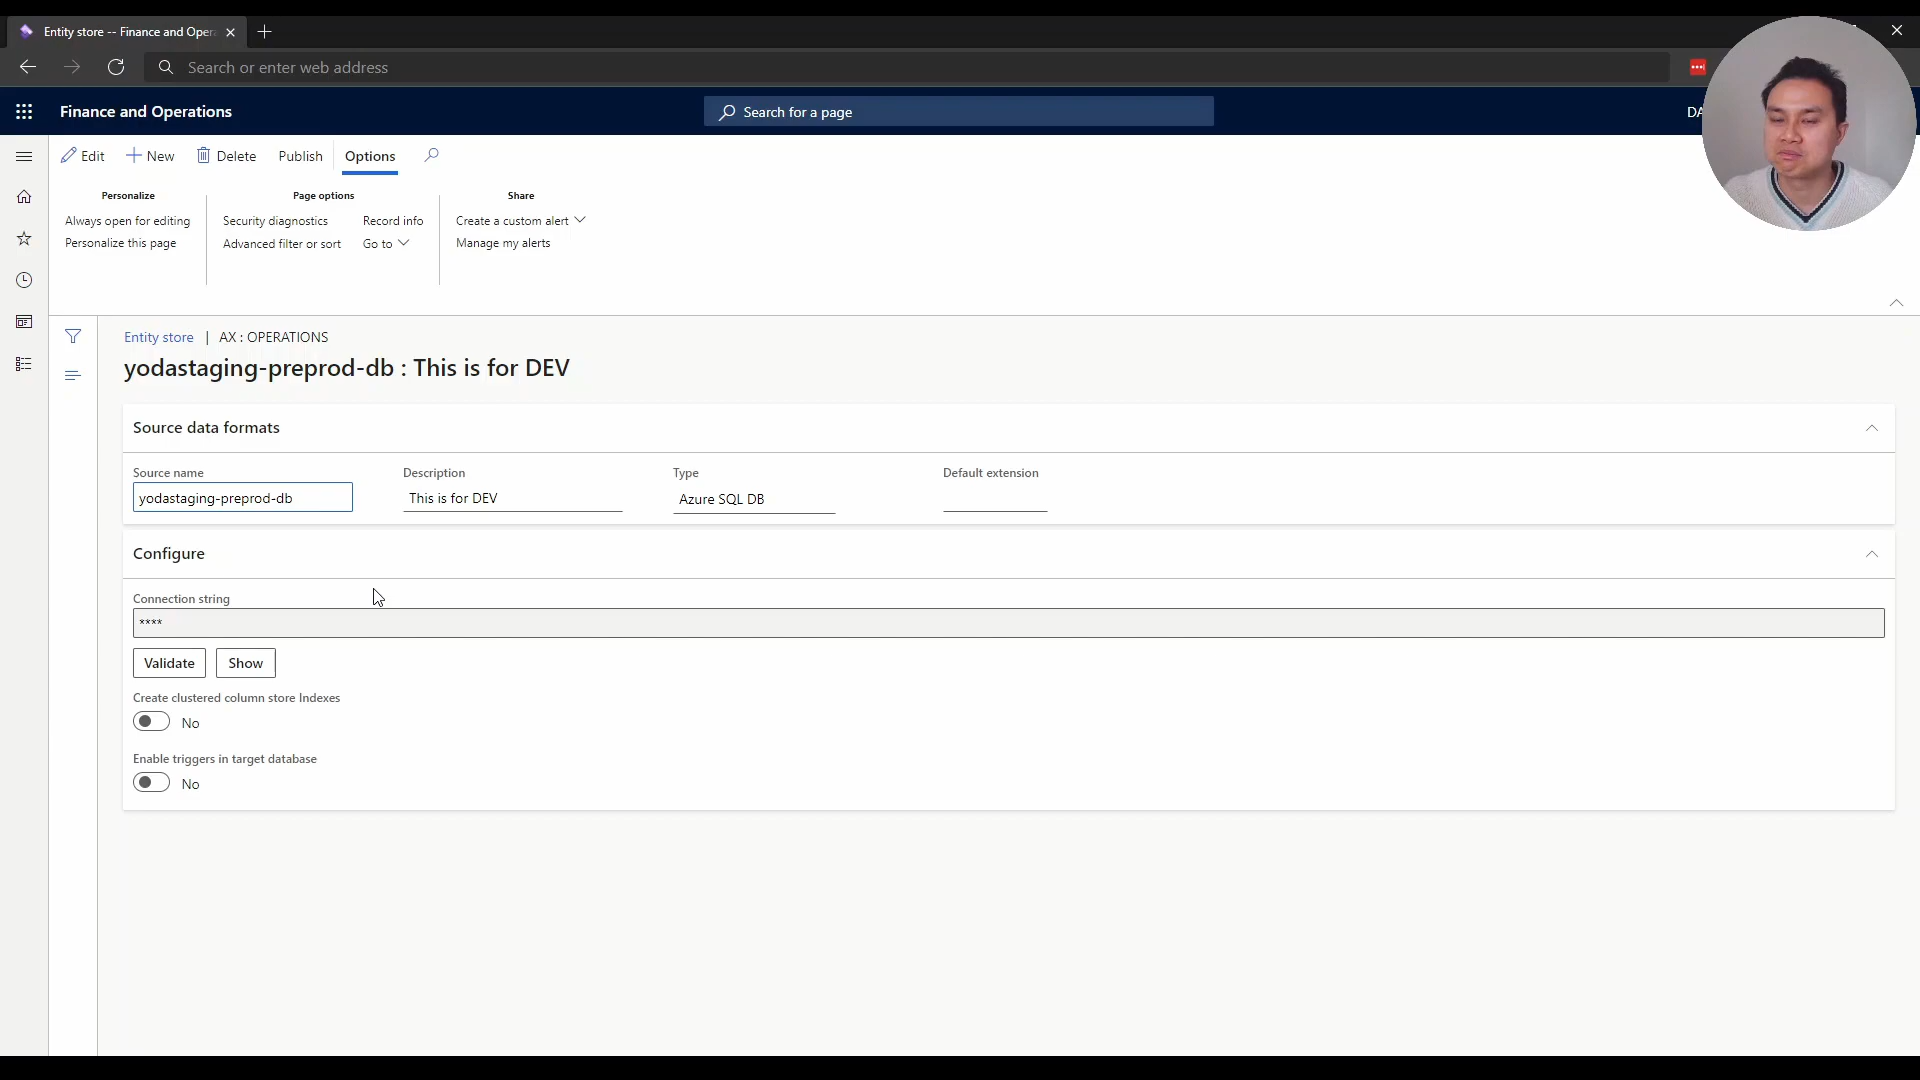 Entity store -- Finance and Oper
Search or enter web address
Finance and Operations
Search for a page
DA
Edit
New
Delete
Publish
Options
Personalize
Always open for editing
Personalize this page
Page options
Security diagnostics
Record info
Advanced filter or sort
Go to
Share
Create a custom alert
Manage my alerts
Entity store | AX : OPERATIONS
yodastaging-preprod-db : This is for DEV
Source data formats
Source name
Description
Type
Default extension
yodastaging-preprod-db
This is for DEV
Azure SQL DB
Configure
Connection string
****
Validate
Show
Create clustered column store Indexes
No
Enable triggers in target database
No